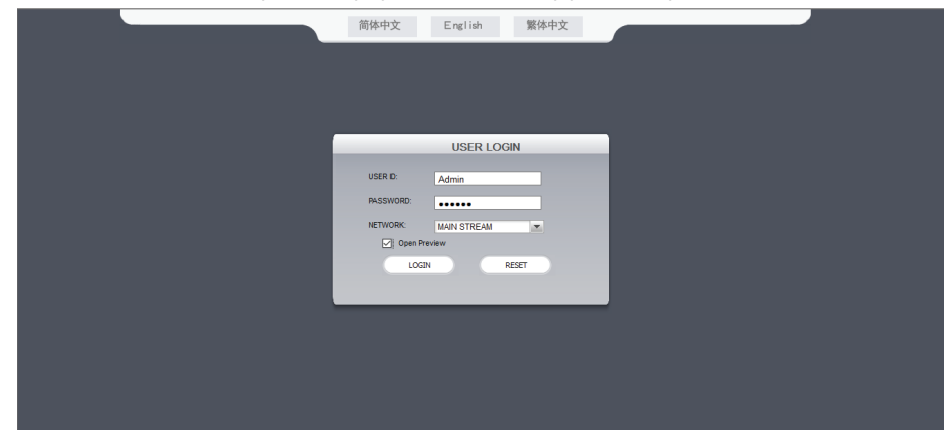 简体中文 English 繁体中文
USER LOGIN
USER ID: Admin
PASSWORD: ●●●●●●
NETWORK: MAIN STREAM
Open Preview
LOGIN RESET